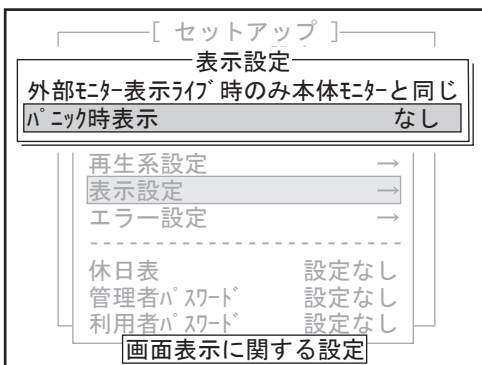 [ セットアップ ]
表示設定
外部ﾓﾆﾀｰ表示ﾗｲﾌﾞ時のみ本体ﾓﾆﾀｰと同じ
ﾊﾟﾆｯｸ時表示 なし
再生系設定 →
表示設定 →
エラー設定 →
休日表 設定なし
管理者ﾊﾟｽﾜｰﾄﾞ 設定なし
利用者ﾊﾟｽﾜｰﾄﾞ 設定なし
画面表示に関する設定